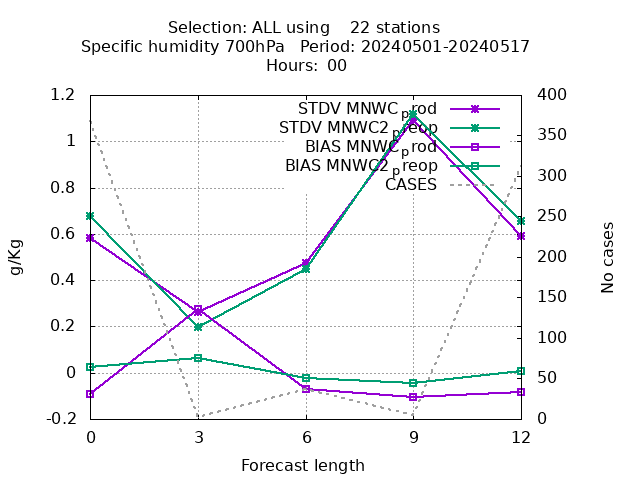 Selection: ALL using    22 stations
Specific humidity 700hPa   Period: 20240501-20240517
Hours: 00
STDV MNWC_prod
STDV MNWC2_preop
BIAS MNWC_prod
BIAS MNWC2_preop
CASES
1.2
1
0.8
0.6
0.4
0.2
0
-0.2
g/Kg
400
350
300
250
200
150
100
50
0
No cases
0 3 6 9 12
Forecast length